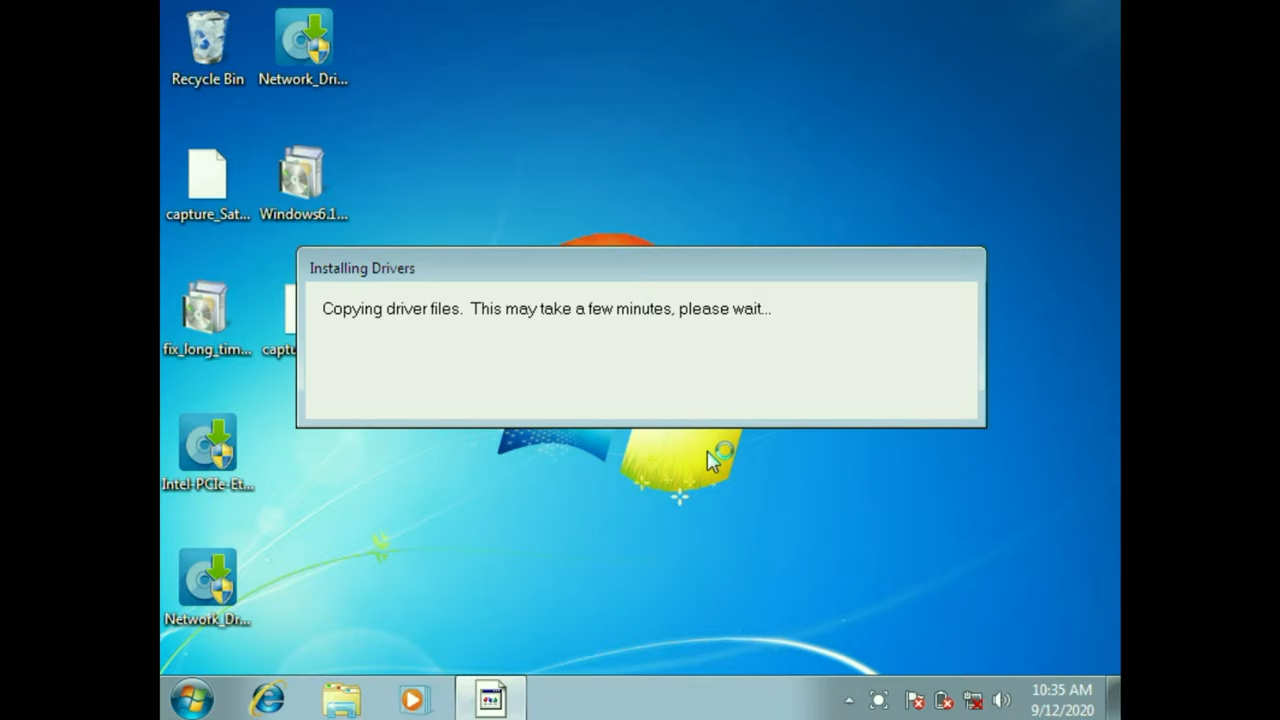 Recycle Bin
Network_Dri...
capture_Sat...
Windows6.1...
Installing Drivers
Copying driver files. This may take a few minutes, please wait...
fix_long_tim...
captu
Intel-PCIe-Et...
Network_Dr...
10:35 AM
9/12/2020